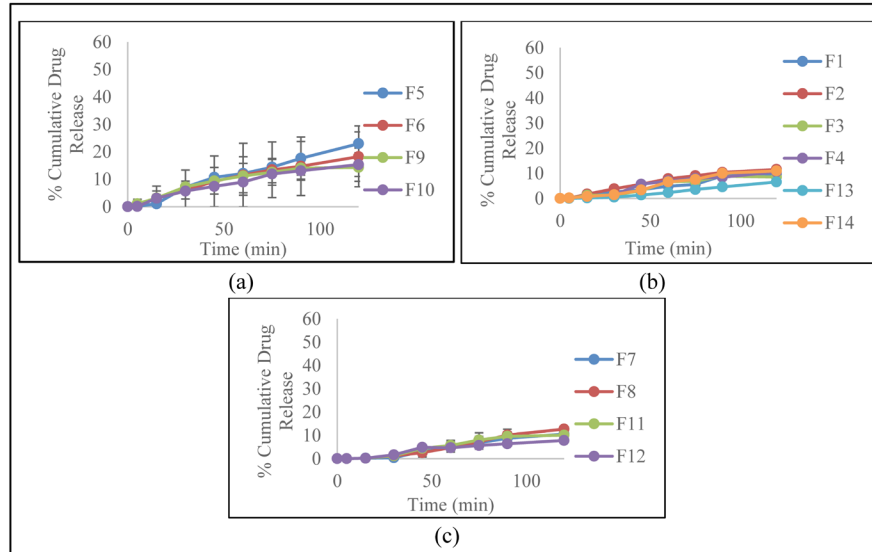 60
50
40
30
20
10
0
% Cumulative Drug
Release
0
50
100
Time (min)
F5
F6
F9
F10
(a)
60
50
40
30
20
10
0
% Cumulative Drug
Release
0
50
100
Time (min)
F1
F2
F3
F4
F13
F14
(b)
60
50
40
30
20
10
0
% Cumulative Drug
Release
0
50
100
Time (min)
F7
F8
F11
F12
(c)